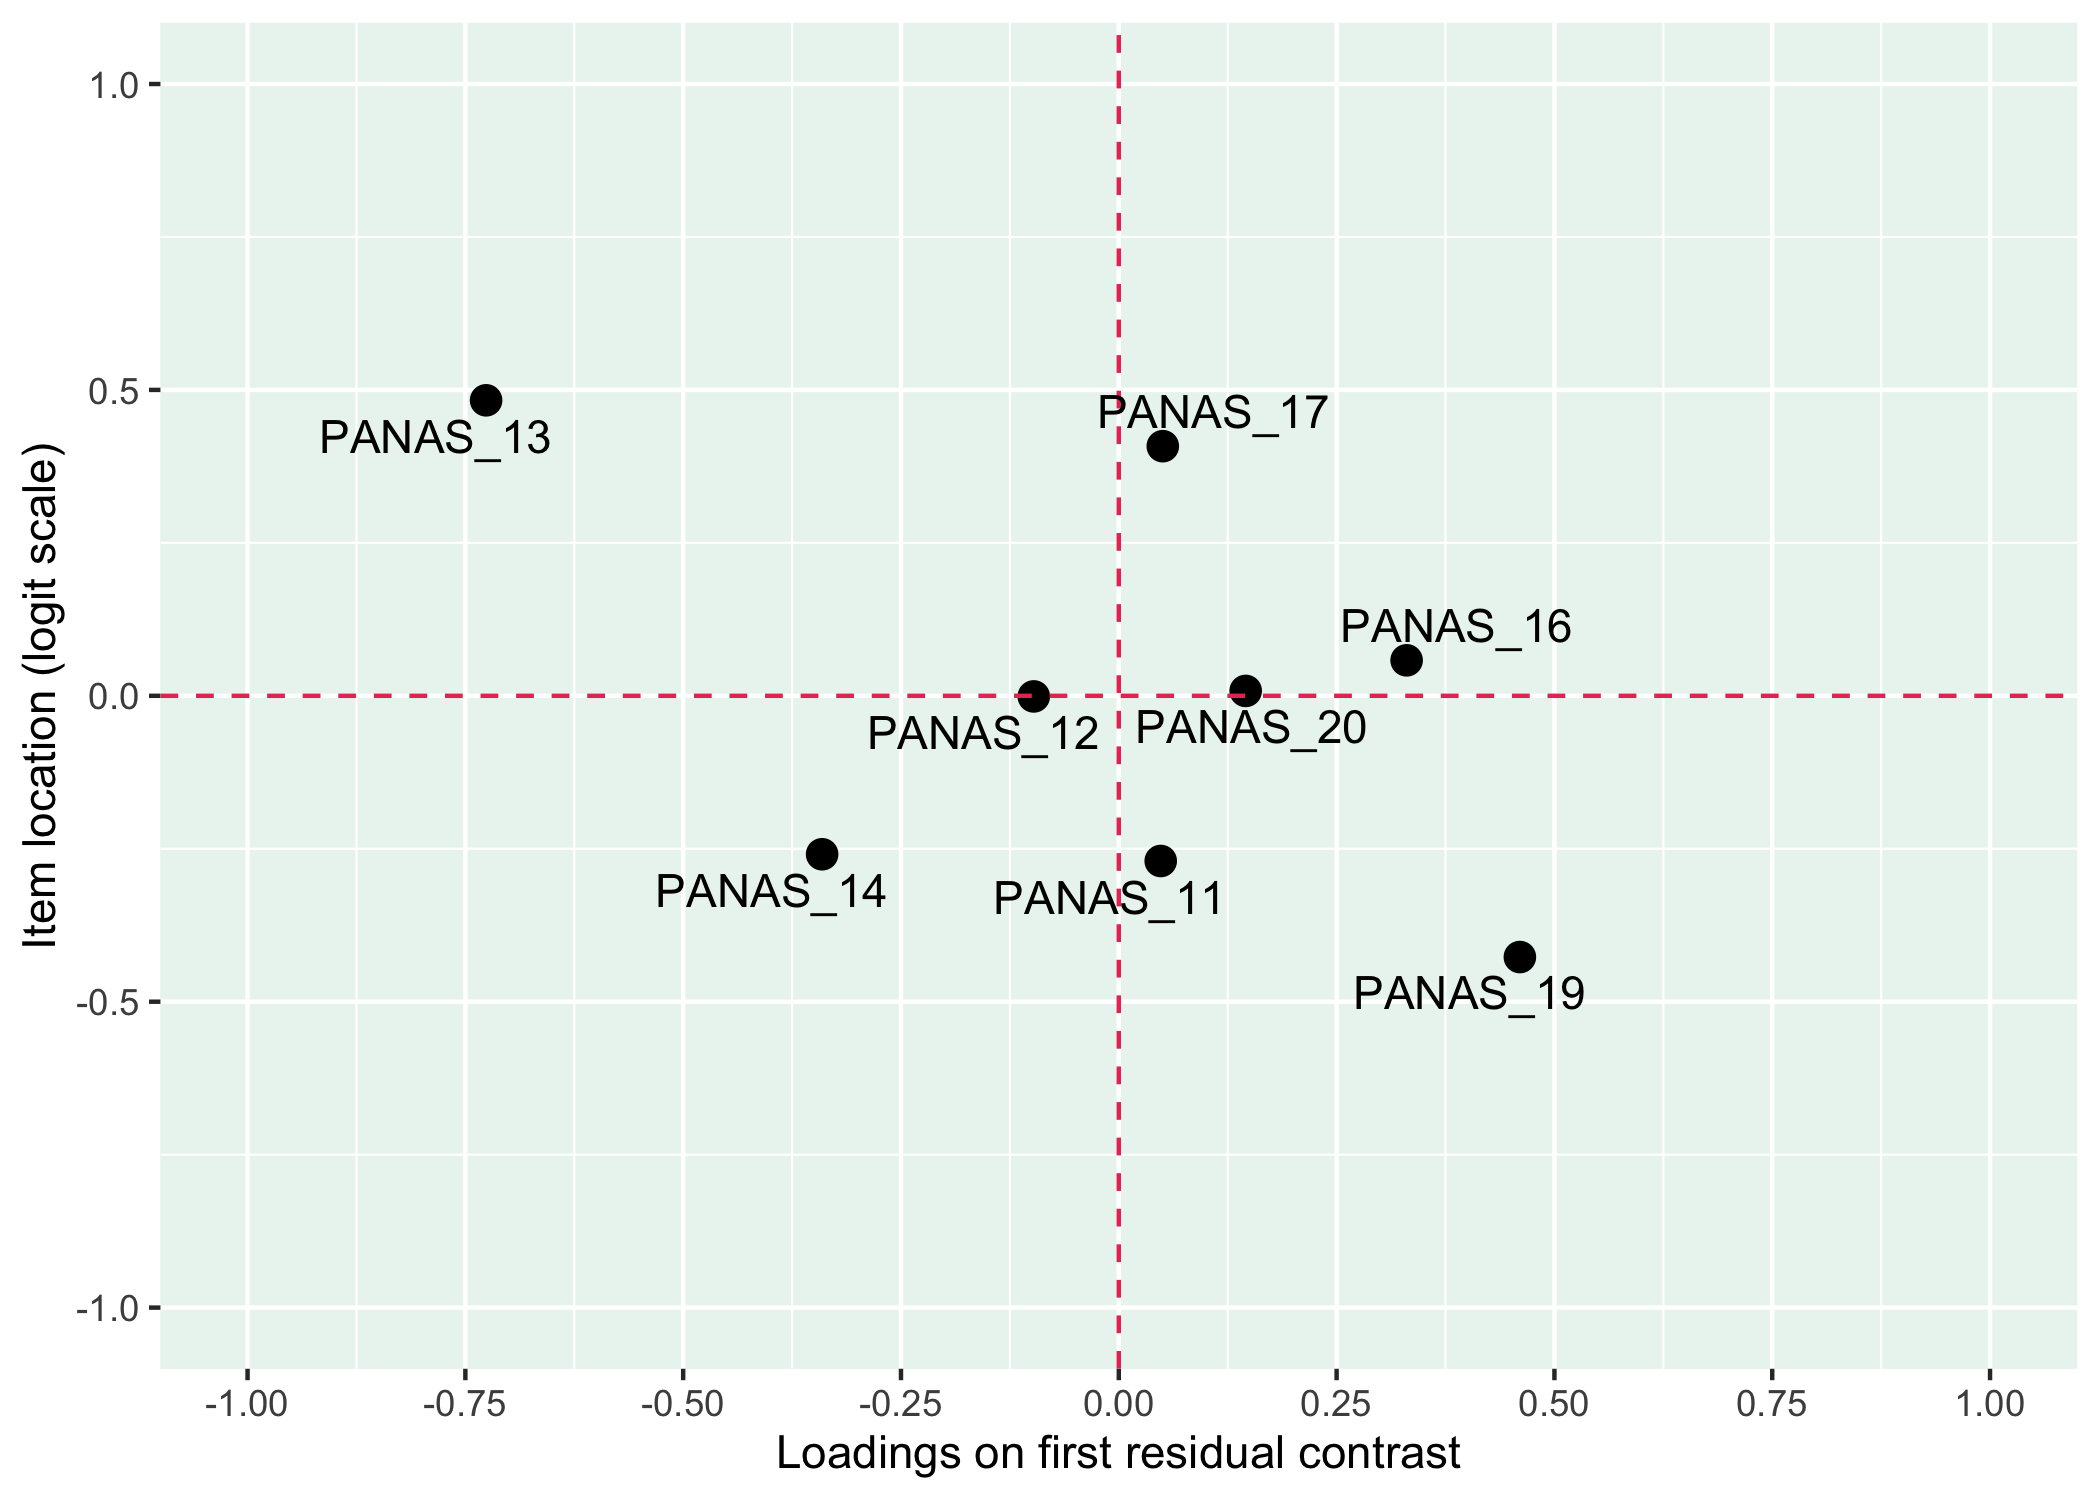 1.0
0.5
0.0
-0.5
-1.0
Item location (logit scale)
PANAS_13
PANAS_17
PANAS_16
PANAS_12
PANAS_20
PANAS_14
PANAS_11
PANAS_19
-1.00 -0.75 -0.50 -0.25 0.00 0.25 0.50 0.75 1.00
Loadings on first residual contrast